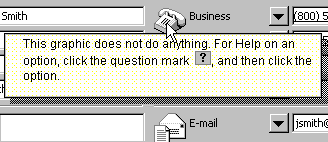 Smith Business (800) 5
This graphic does not do anything. For Help on an
option, click the question mark ?, and then click the
option.
E-mail jsmith@